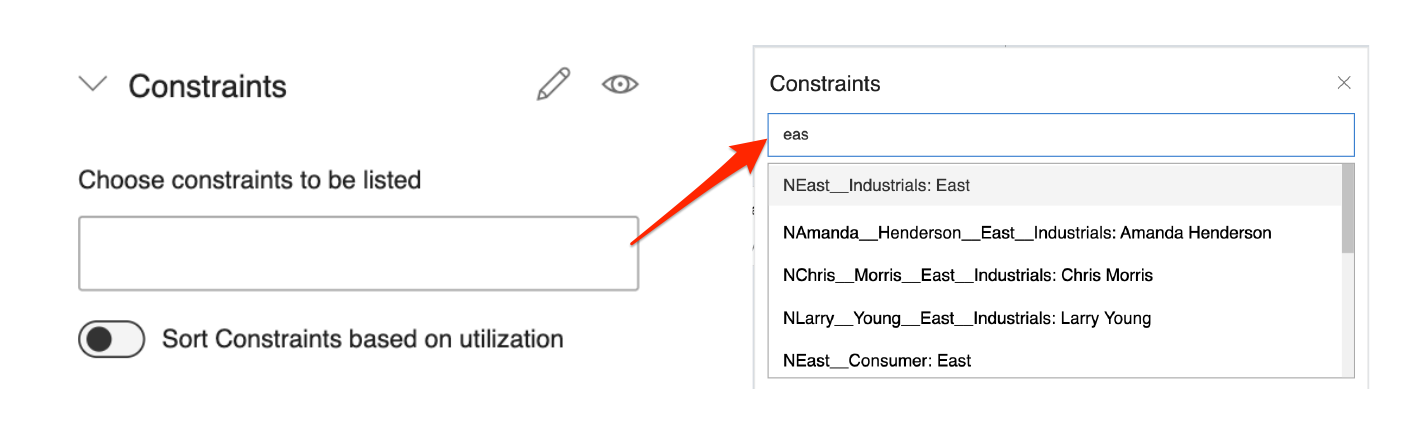 Constraints
Choose constraints to be listed
Sort Constraints based on utilization
Constraints
eas
NEast__Industrials: East
NAmanda__Henderson__East__Industrials: Amanda Henderson
NChris__Morris__East__Industrials: Chris Morris
NLarry__Young__East__Industrials: Larry Young
NEast__Consumer: East